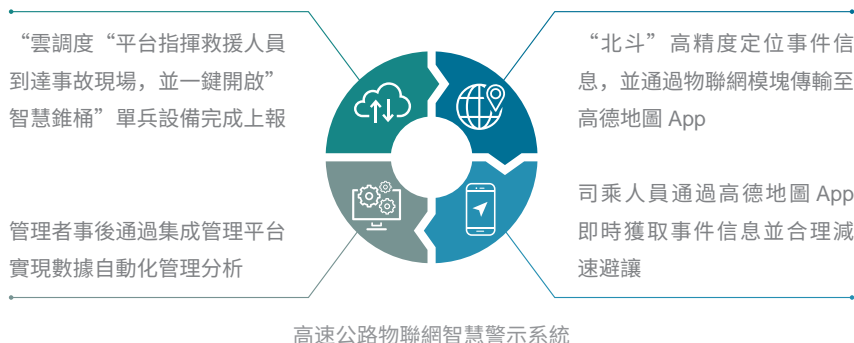 “雲調度“平台指揮救援人員
到達事故現場，並一鍵開啟”
智慧錐桶”單兵設備完成上報
“北斗”高精度定位事件信
息，並通過物聯網模塊傳輸至
高德地圖 App
管理者事後通過集成管理平台
實現數據自動化管理分析
司乘人員通過高德地圖 App
即時獲取事件信息並合理減
速避讓
高速公路物聯網智慧警示系統